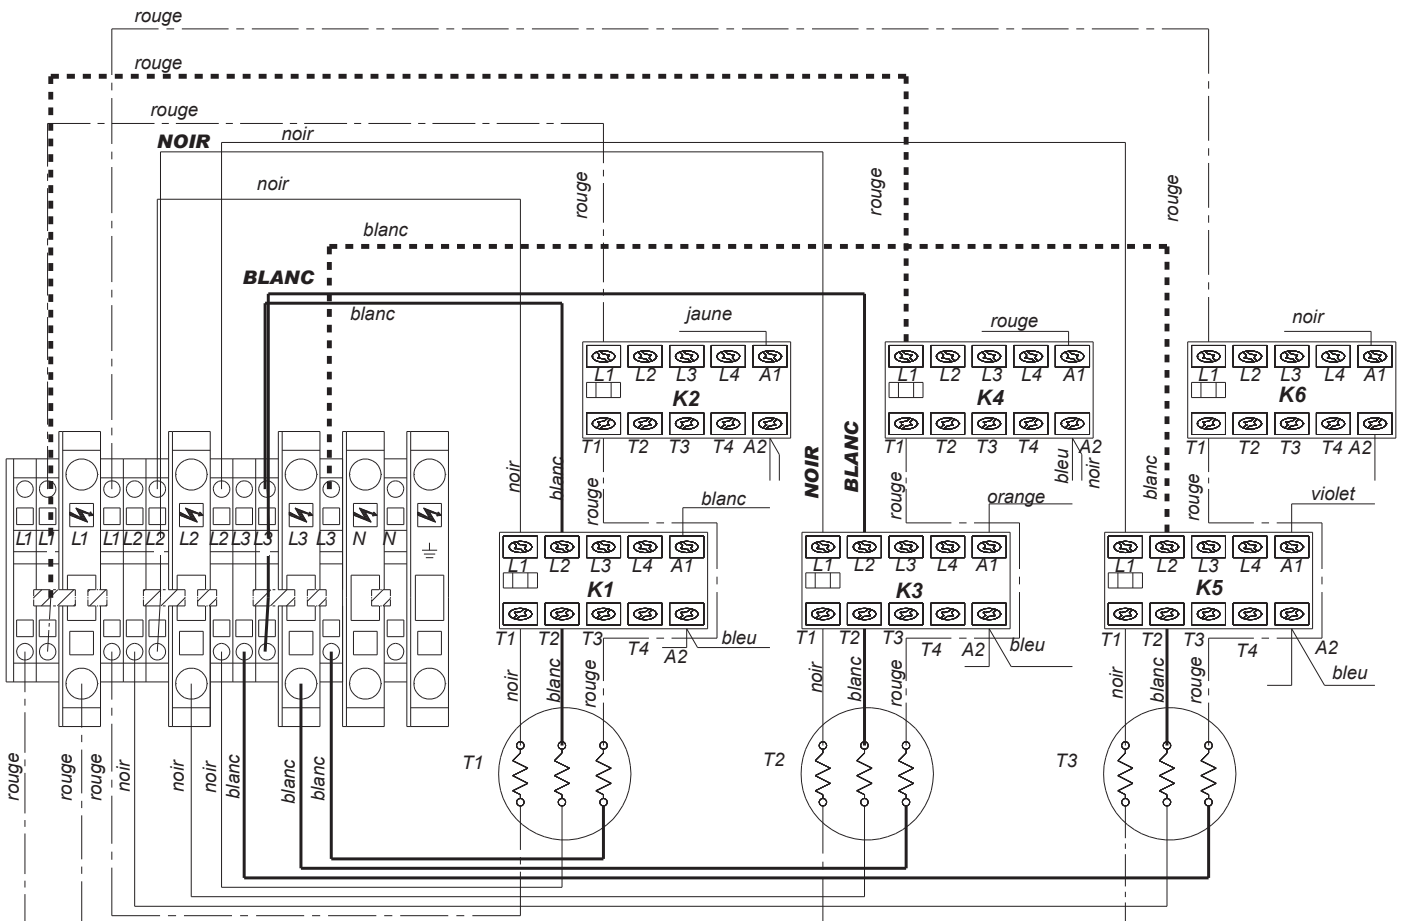 rouge
rouge
rouge
NOIR
noir
noir
blanc
BLANC
blanc
rouge
rouge
rouge
jaune
L1 L2 L3 L4 A1
K2
T1 T2 T3 T4 A2
rouge
L1 L2 L3 L4 A1
K4
T1 T2 T3 T4 A2
noir
L1 L2 L3 L4 A1
K6
T1 T2 T3 T4 A2
noir
blanc
rouge
NOIR
BLANC
rouge
bleu
noir
blanc
rouge
L1 L1 L1 L1 L2 L2 L2 L2 L3 L3 L3 L3 N N
blanc
L1 L2 L3 L4 A1
K1
T1 T2 T3 T4 A2
bleu
orange
L1 L2 L3 L4 A1
K3
T1 T2 T3 T4 A2
bleu
violet
L1 L2 L3 L4 A1
K5
T1 T2 T3 T4 A2
bleu
noir
blanc
rouge
noir
blanc
rouge
noir
blanc
rouge
T1
T2
T3
rouge
rouge
rouge
noir
noir
noir
blanc
blanc
blanc